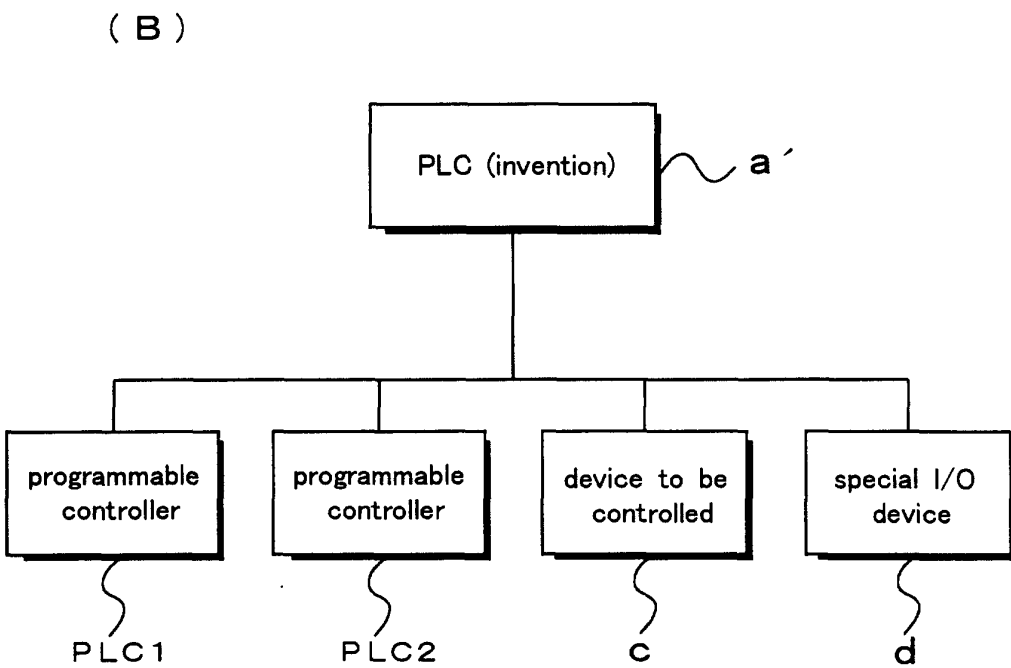 ( B )
PLC (invention)
a´
programmable
controller
programmable
controller
device to be
controlled
special I/O
device
PLC1
PLC2
c
d